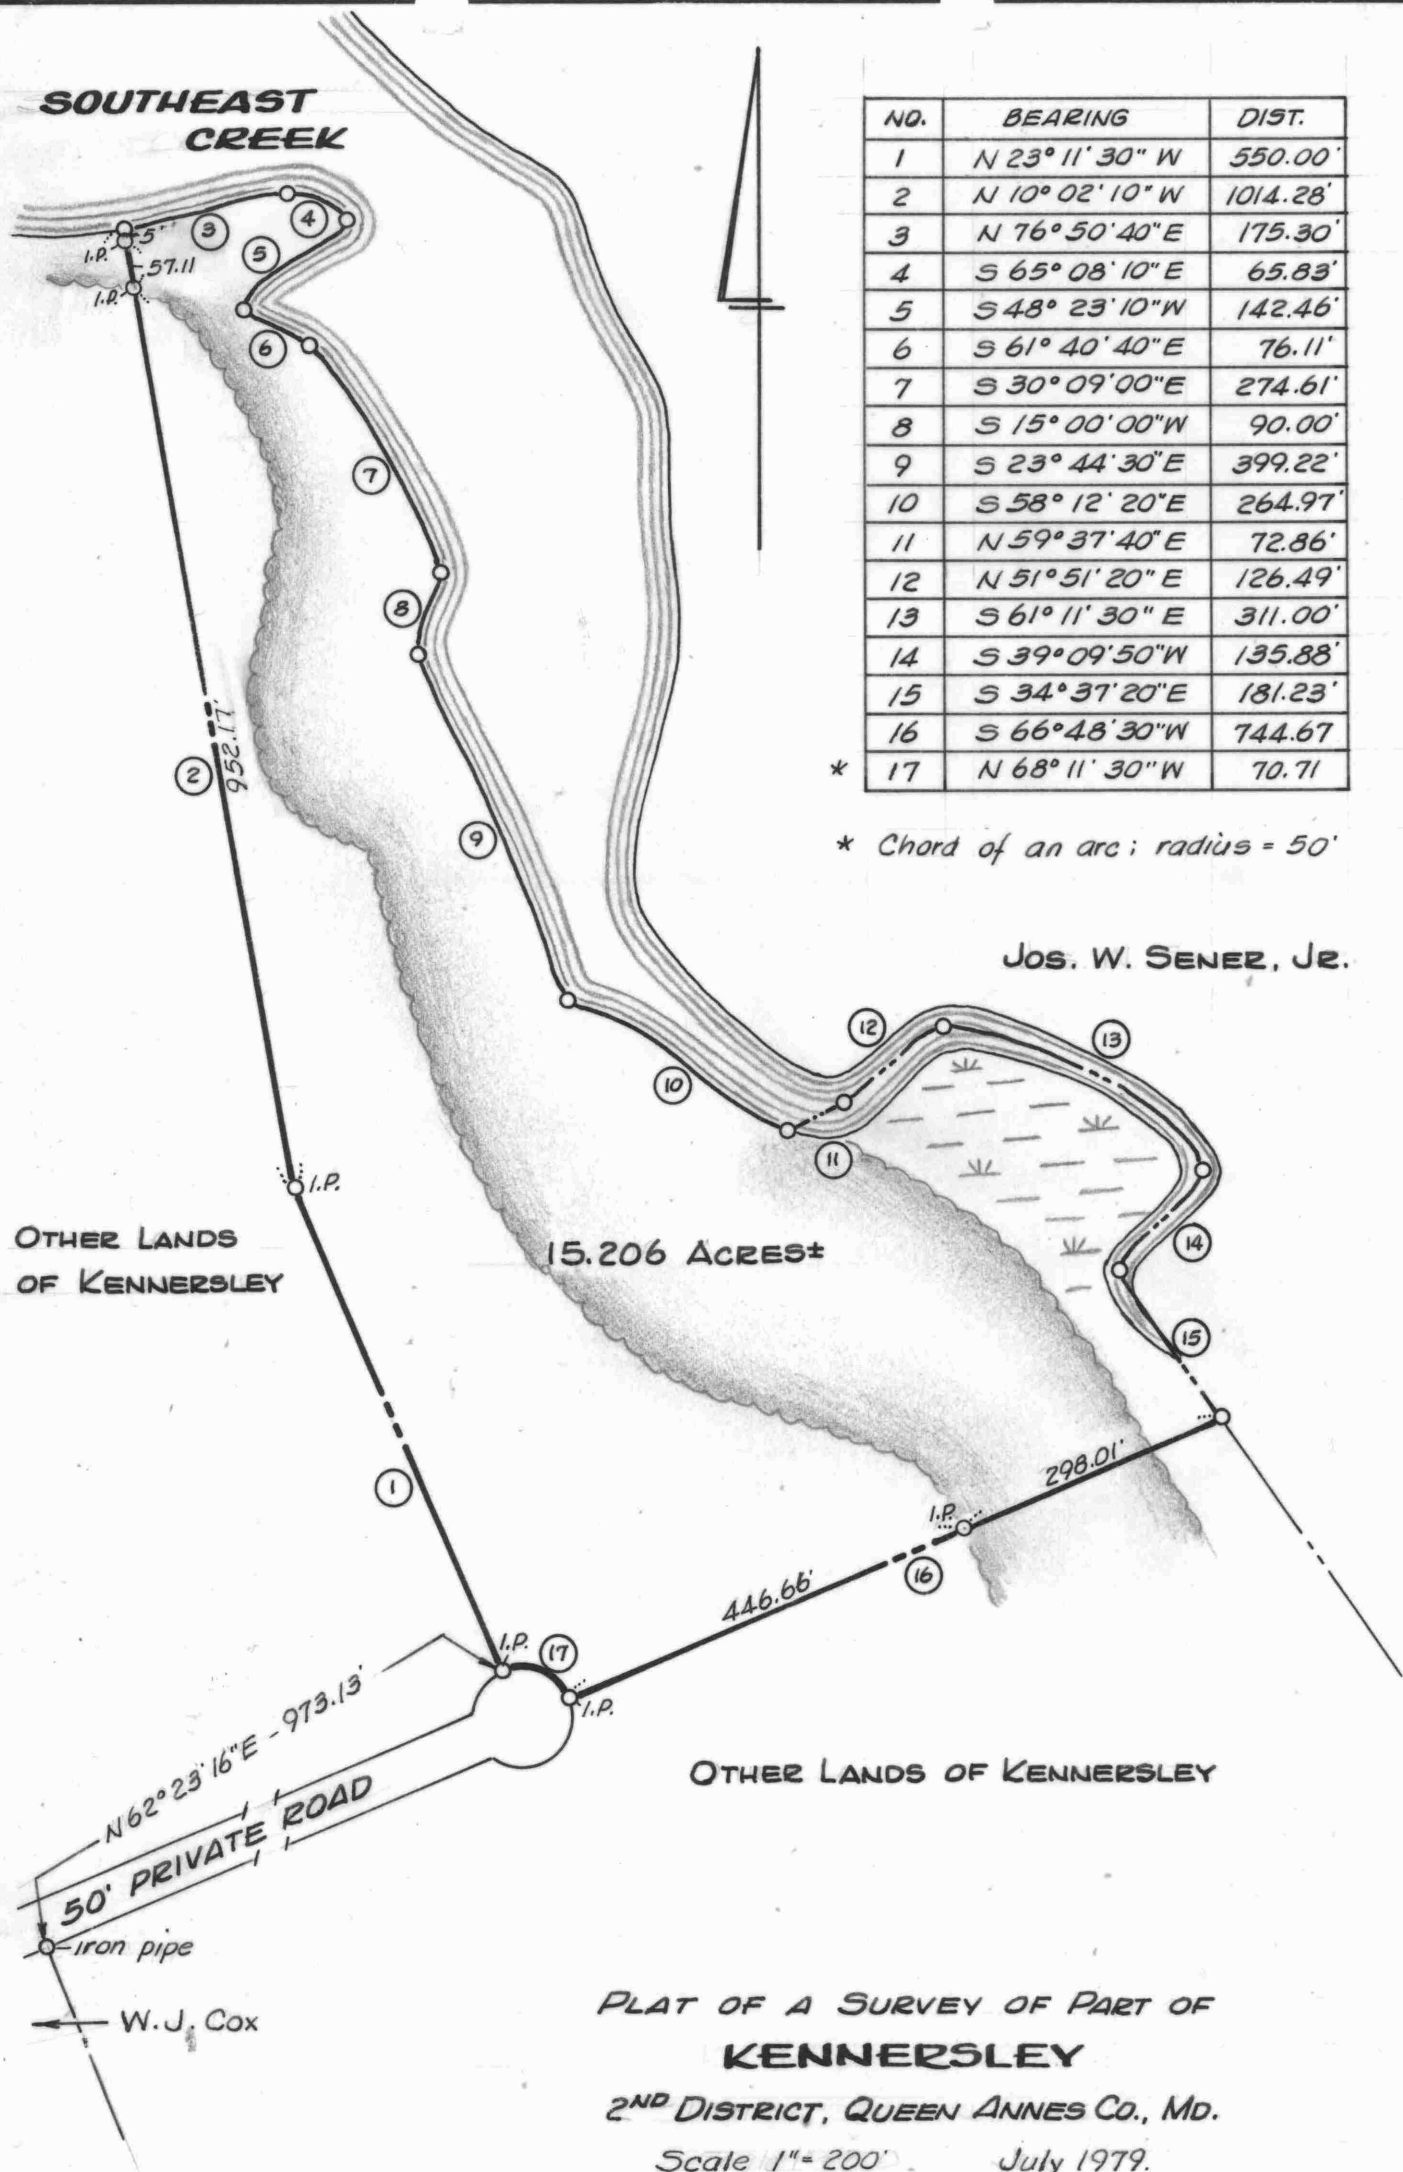 SOUTHEAST
CREEK
NO. BEARING DIST.
1 N 23° 11' 30" W 550.00'
2 N 10° 02' 10" W 1014.28'
3 N 76° 50' 40" E 175.30'
4 S 65° 08' 10" E 65.83'
5 S 48° 23' 10" W 142.46'
6 S 61° 40' 40" E 76.11'
7 S 30° 09' 00" E 274.61'
8 S 15° 00' 00" W 90.00'
9 S 23° 44' 30" E 399.22'
10 S 58° 12' 20" E 264.97'
11 N 59° 37' 40" E 72.86'
12 N 51° 51' 20" E 126.49'
13 S 61° 11' 30" E 311.00'
14 S 39° 09' 50" W 135.88'
15 S 34° 37' 20" E 181.23'
16 S 66° 48' 30" W 744.67
* 17 N 68° 11' 30" W 70.71
* Chord of an arc; radius = 50'
3
4
5
5'±
I.P.
57.11
I.P.
6
7
8
2
952.17'
9
JOS. W. SENER, JR.
12
13
10
11
I.P.
14
OTHER LANDS
OF KENNERSLEY
15.206 ACRES±
15
1
298.01'
I.P.
16
446.66'
I.P.
17
I.P.
N 62° 23' 16" E - 973.13'
OTHER LANDS OF KENNERSLEY
50' PRIVATE ROAD
iron pipe
W. J. COX
PLAT OF A SURVEY OF PART OF
KENNERSLEY
2ND DISTRICT, QUEEN ANNES CO., MD.
Scale 1" = 200' July 1979.